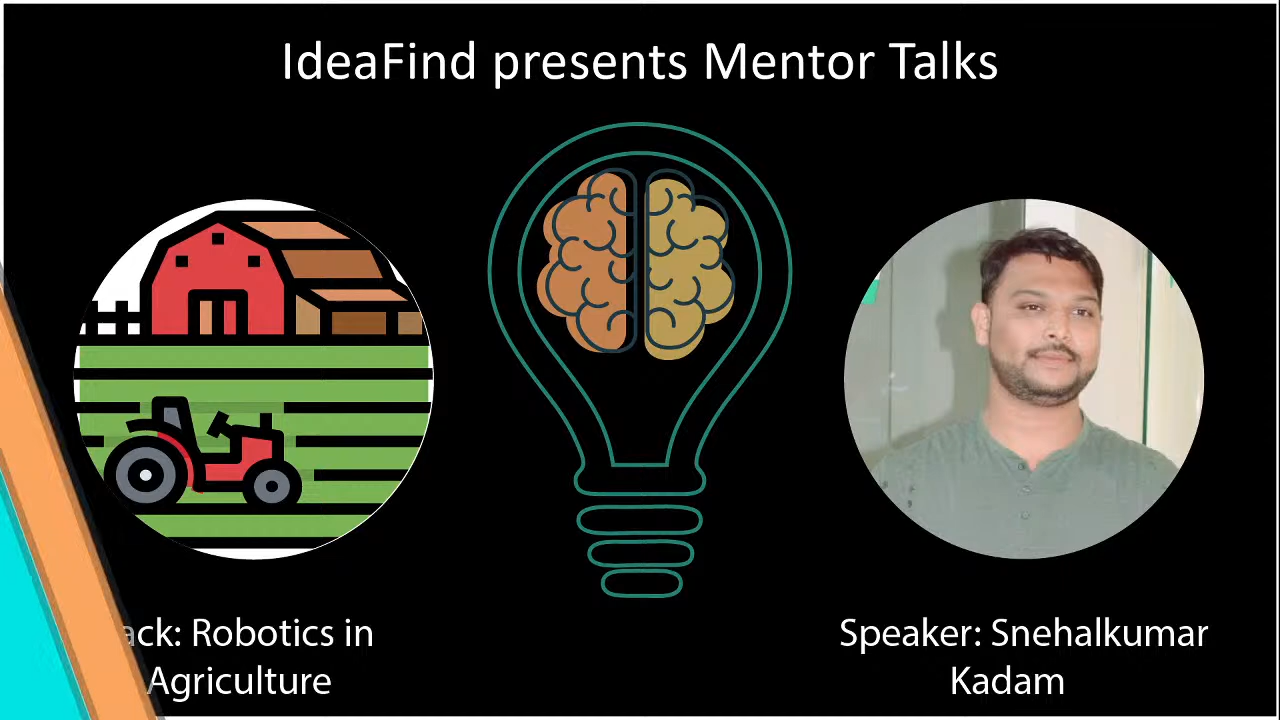 IdeaFind presents Mentor Talks
ack: Robotics in
Agriculture
Speaker: Snehalkumar
Kadam